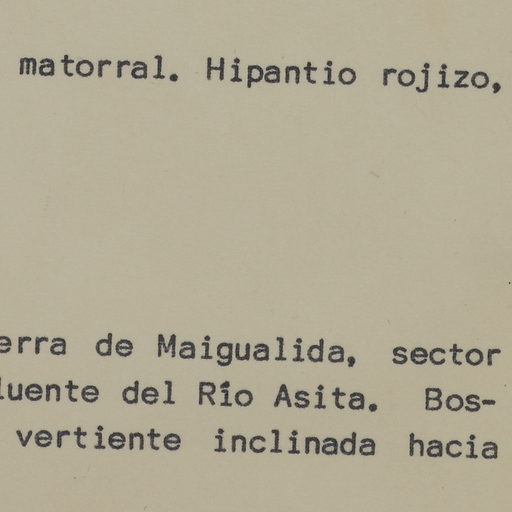 matorral. Hipantio rojizo,
erra de Maigualida, sector
luente del Río Asita. Bos-
vertiente inclinada hacia